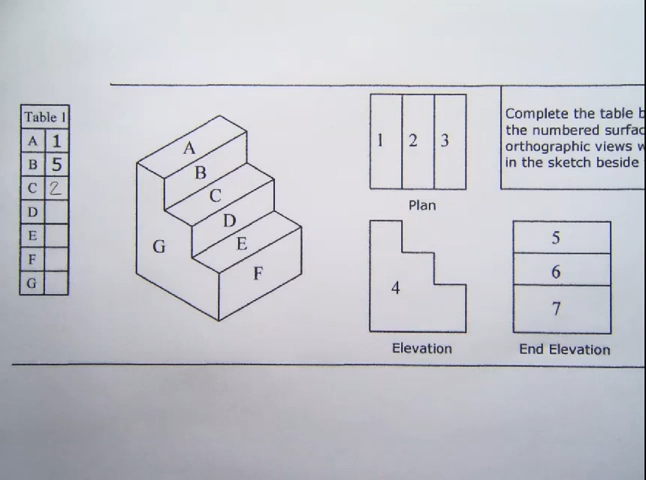 Table 1
A 1
B 5
C 2
D
E
F
G
A
B
C
D
E
F
G
1 2 3
Plan
4
Elevation
5
6
7
End Elevation
Complete the table b
the numbered surfac
orthographic views w
in the sketch beside